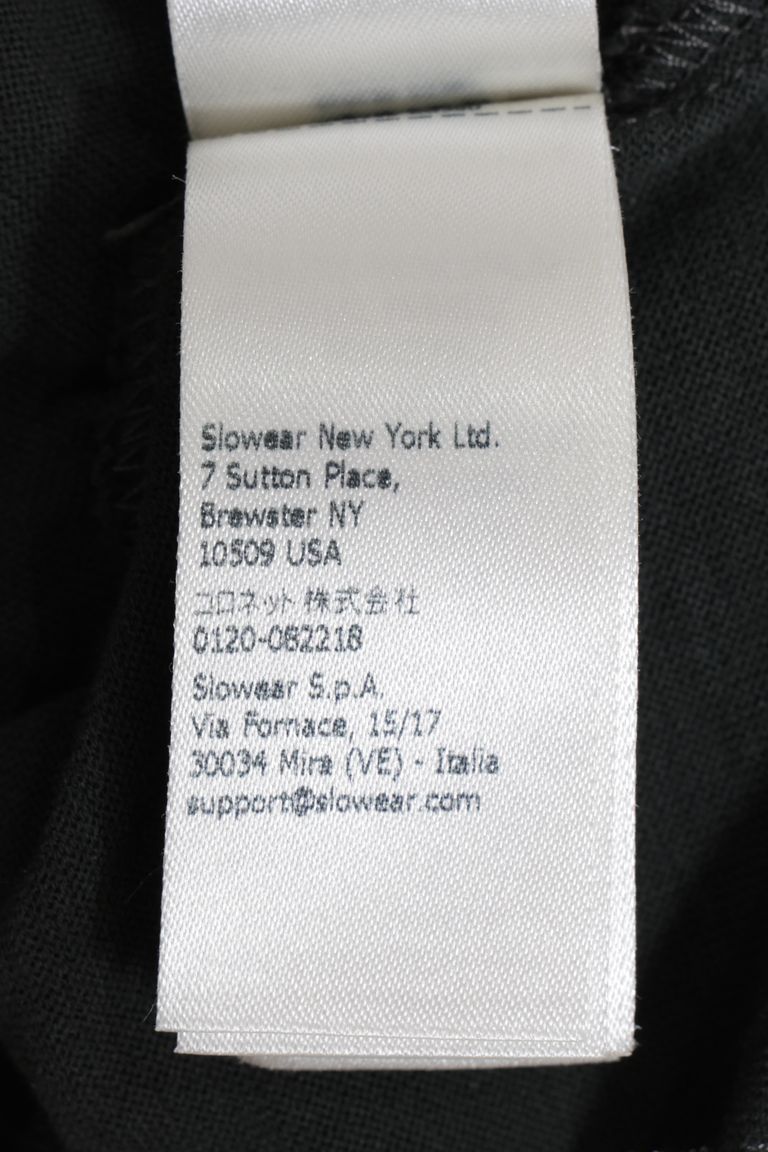 Slowear New York Ltd.
7 Sutton Place,
Brewster NY
10509 USA
コロネット 株式会社
0120-082218
Slowear S.p.A.
Via Fornace, 15/17
30034 Mira (VE) - Italia
support@slowear.com